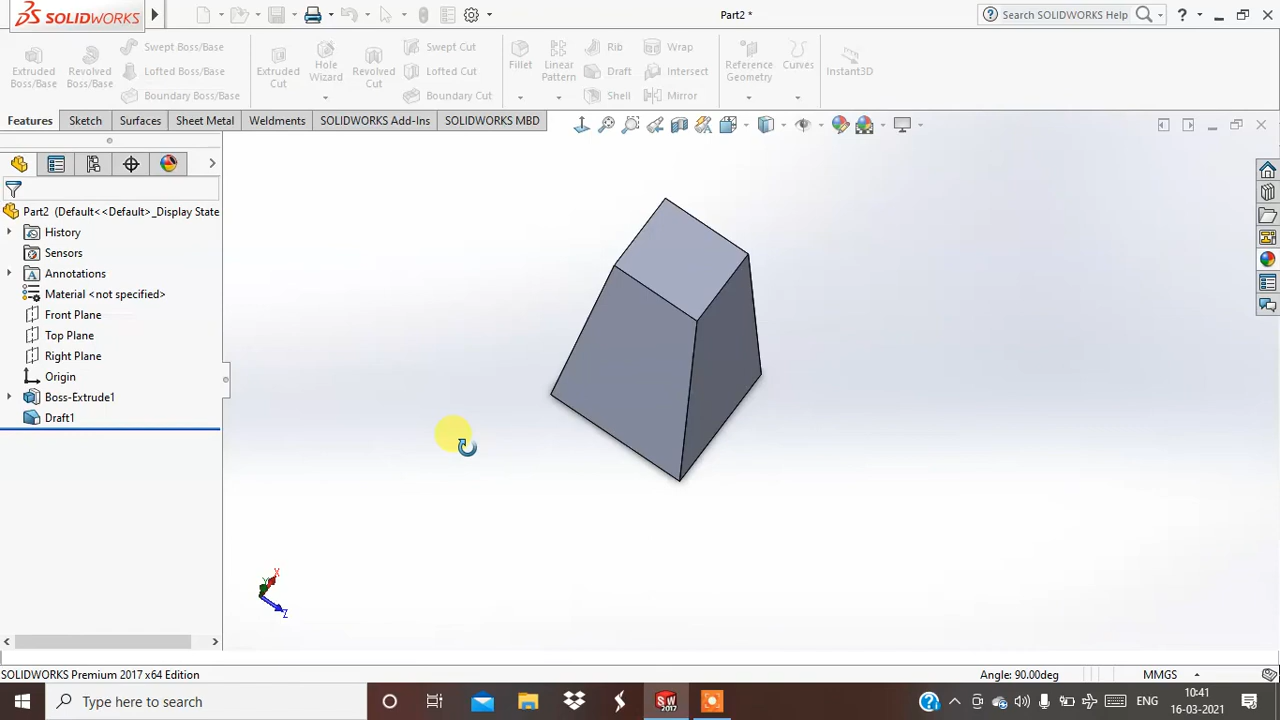 SOLIDWORKS
Part2 *
Search SOLIDWORKS Help
?
Extruded Boss/Base
Revolved Boss/Base
Swept Boss/Base
Lofted Boss/Base
Boundary Boss/Base
Extruded Cut
Hole Wizard
Revolved Cut
Swept Cut
Lofted Cut
Boundary Cut
Fillet
Linear Pattern
Rib
Draft
Shell
Wrap
Intersect
Mirror
Reference Geometry
Curves
Instant3D
Features
Sketch
Surfaces
Sheet Metal
Weldments
SOLIDWORKS Add-Ins
SOLIDWORKS MBD
Part2 (Default<<Default>_Display State
History
Sensors
Annotations
Material <not specified>
Front Plane
Top Plane
Right Plane
Origin
Boss-Extrude1
Draft1
X
Y
Z
SOLIDWORKS Premium 2017 x64 Edition
Angle: 90.00deg
MMGS
Type here to search
SW
2017
ENG
10:41
16-03-2021